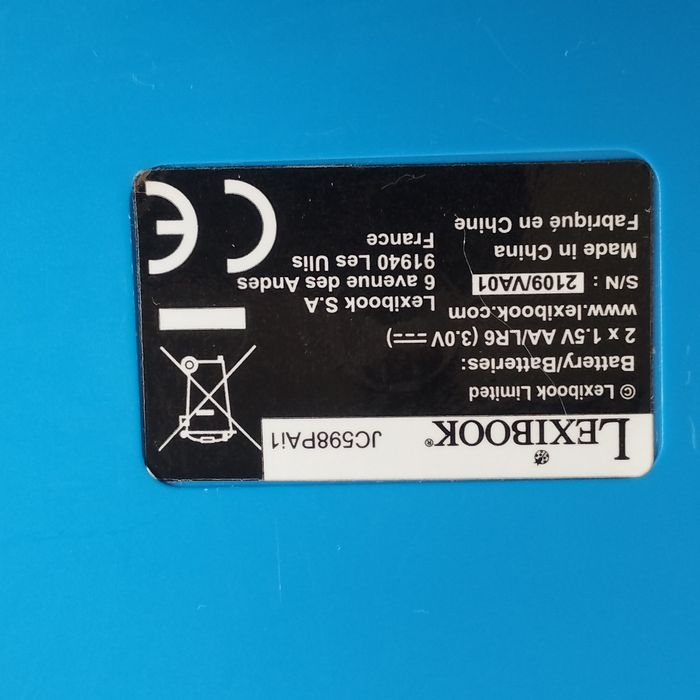 LEXIBOOK®
JC598PAi1
© Lexibook Limited
Battery/Batteries:
2 x 1.5V AA/LR6 (3.0V ⎓)
www.lexibook.com
S/N : 2109/VA01
Made in China
Fabriqué en Chine
Lexibook S.A
6 avenue des Andes
91940 Les Ulis
France
CE